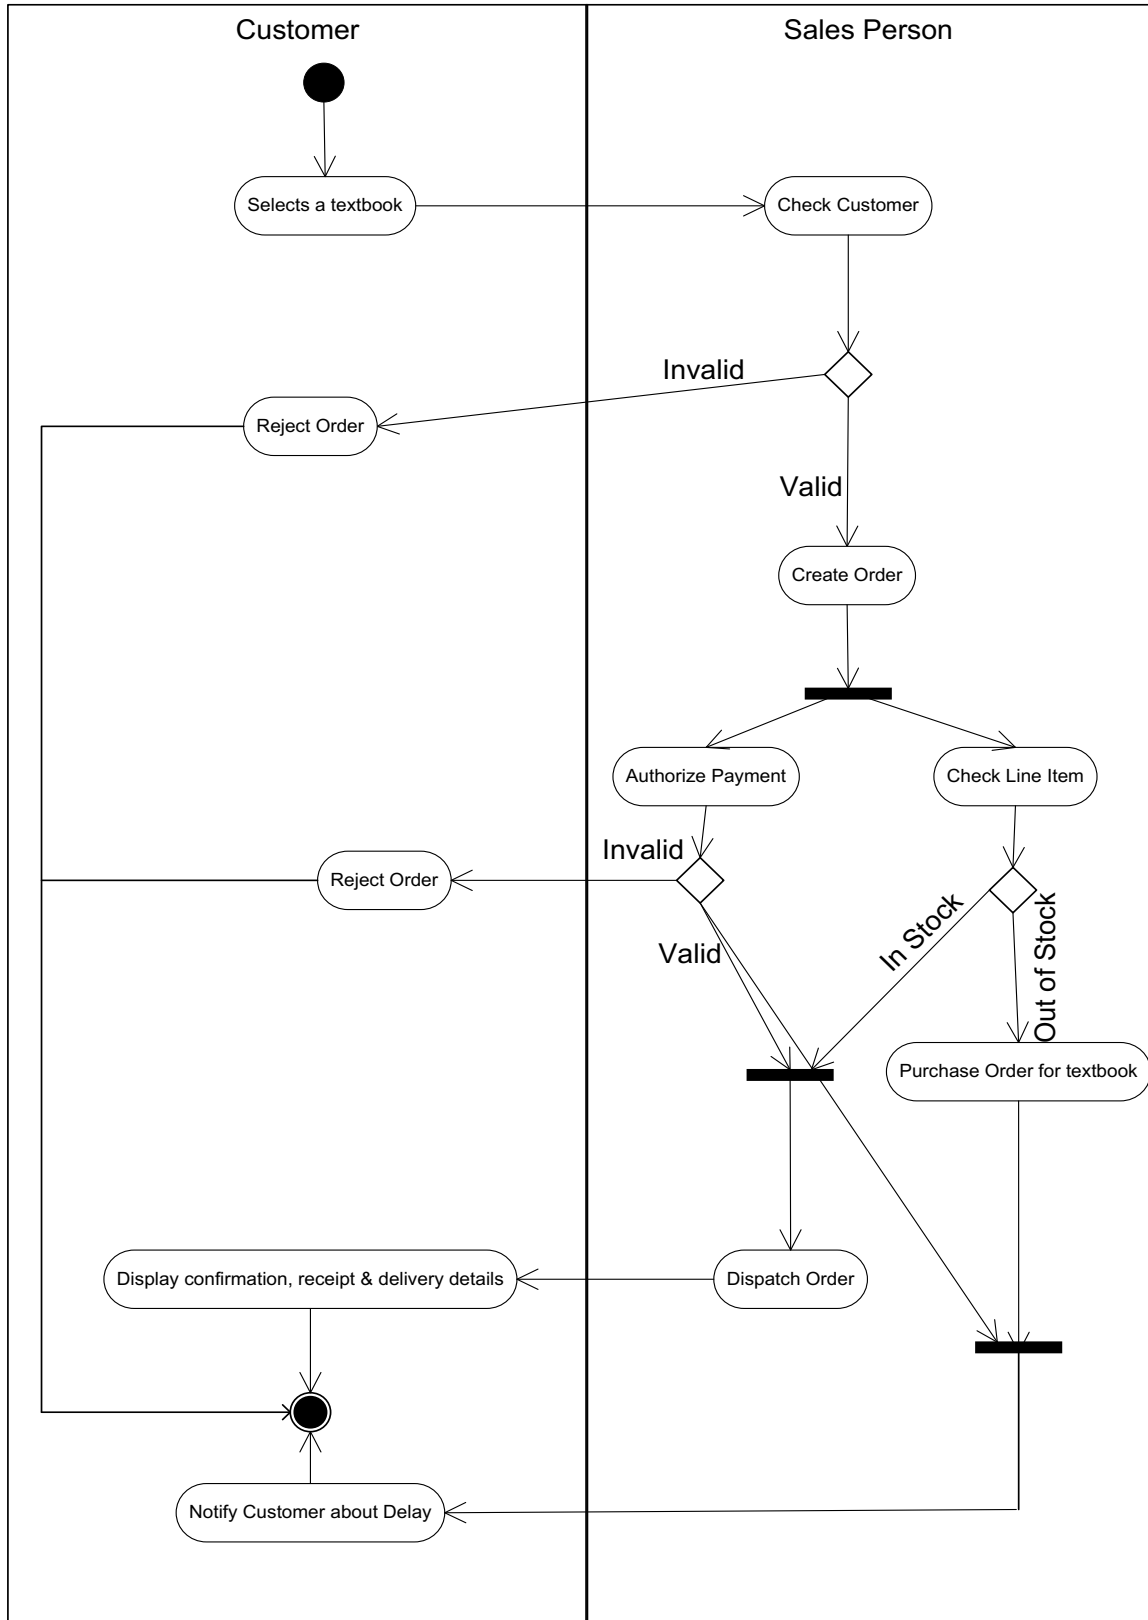 Customer
Sales Person
Selects a textbook
Check Customer
Invalid
Reject Order
Valid
Create Order
Authorize Payment
Check Line Item
Invalid
Reject Order
Valid
In Stock
Out of Stock
Purchase Order for textbook
Display confirmation, receipt & delivery details
Dispatch Order
Notify Customer about Delay